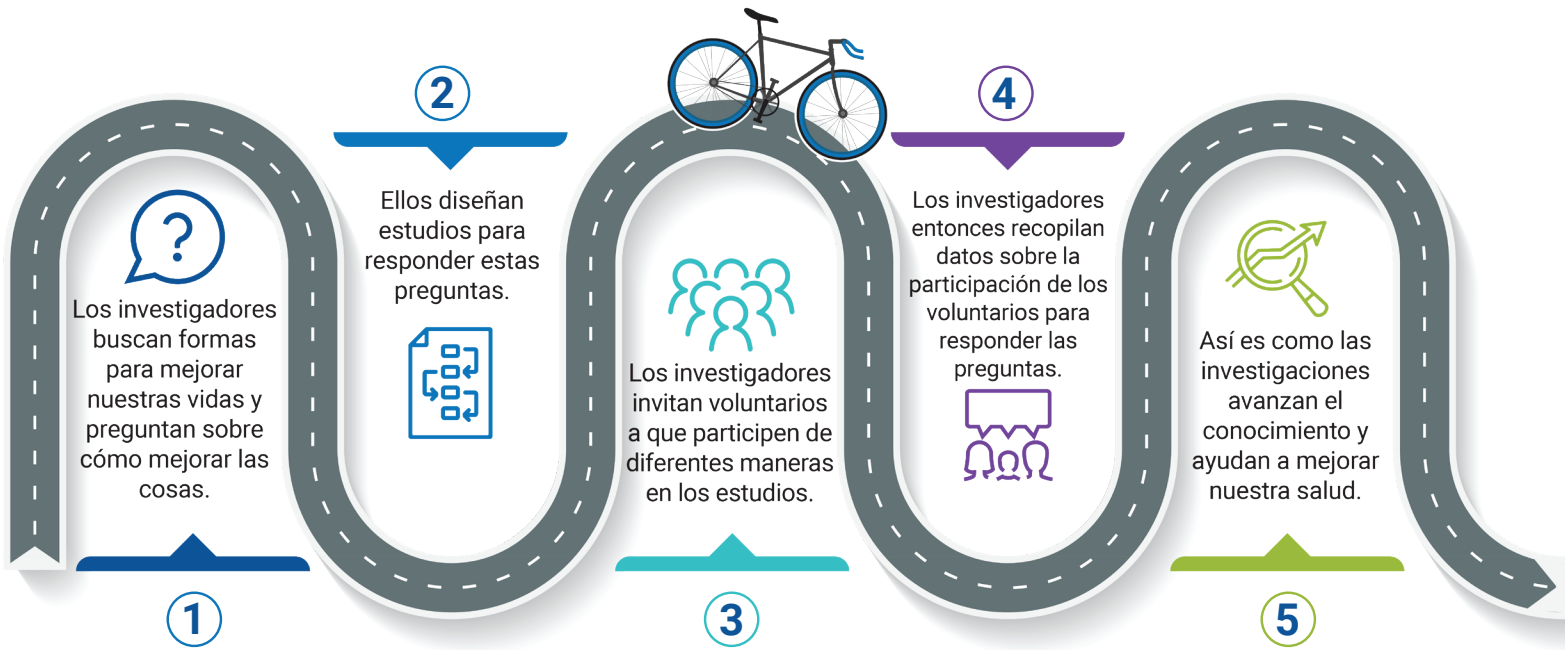 1
Los investigadores
buscan formas
para mejorar
nuestras vidas y
preguntan sobre
cómo mejorar las
cosas.
2
Ellos diseñan
estudios para
responder estas
preguntas.
3
Los investigadores
invitan voluntarios
a que participen de
diferentes maneras
en los estudios.
4
Los investigadores
entonces recopilan
datos sobre la
participación de los
voluntarios para
responder las
preguntas.
5
Así es como las
investigaciones
avanzan el
conocimiento y
ayudan a mejorar
nuestra salud.